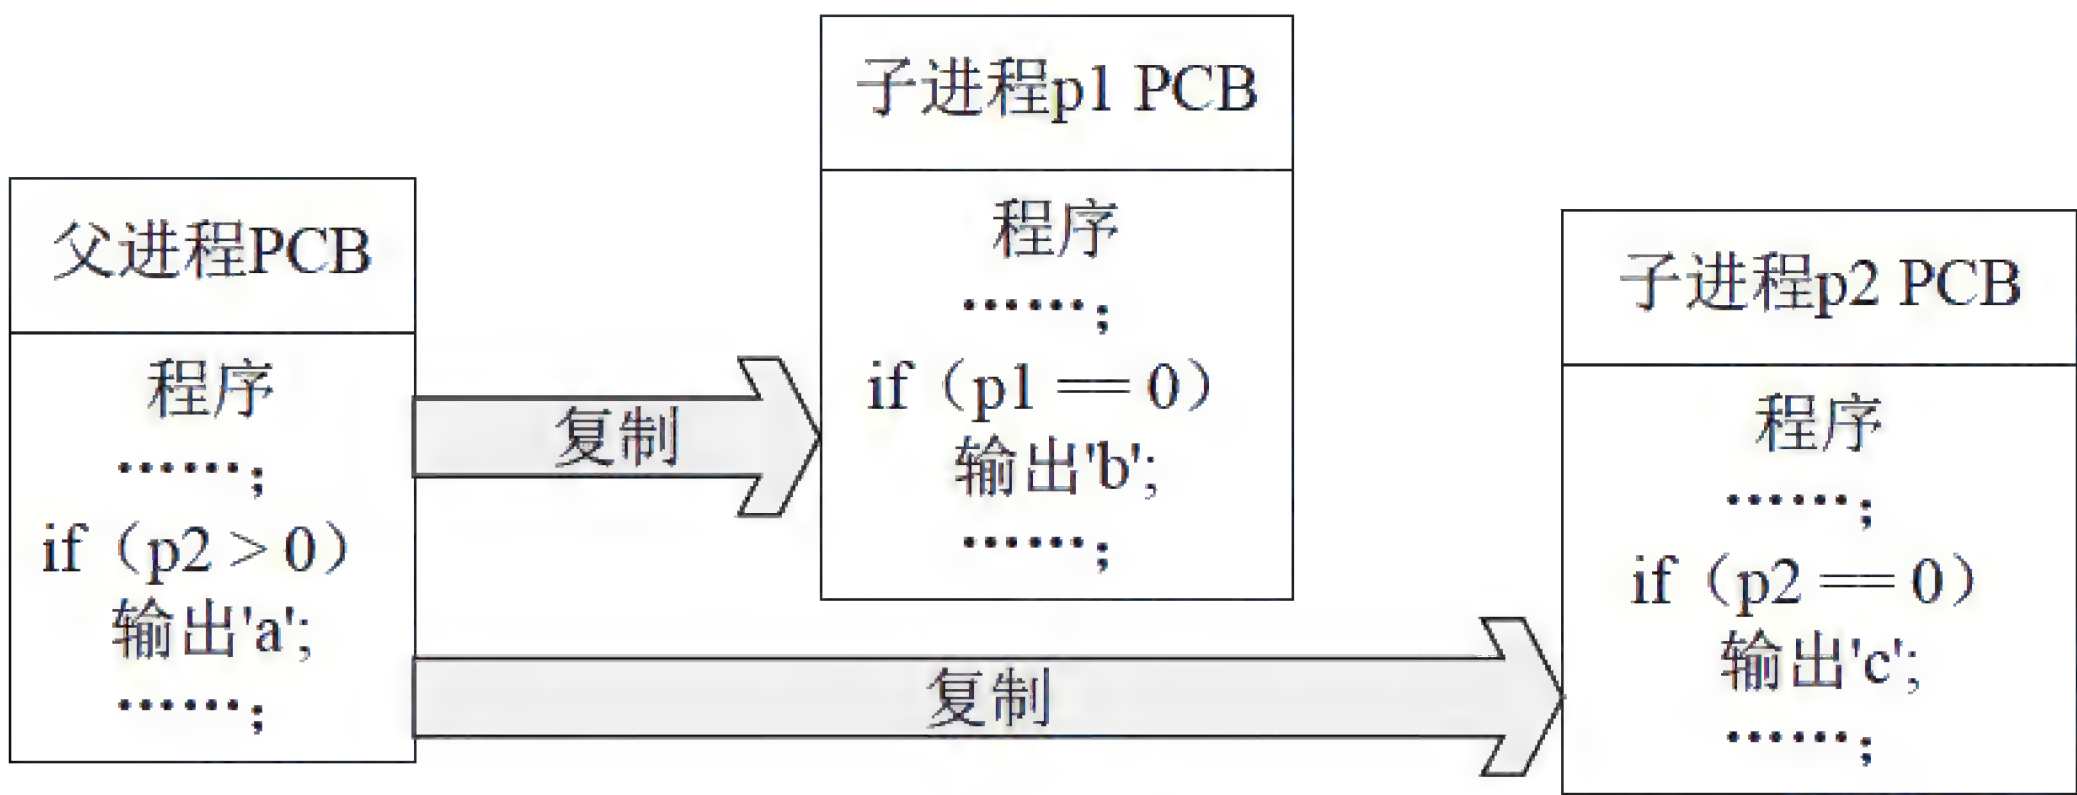 父进程PCB
程序
……;
if（p2 > 0）
输出'a';
……;
复制
复制
子进程p1 PCB
程序
……;
if（p1 == 0）
输出'b';
……;
子进程p2 PCB
程序
……;
if（p2 == 0）
输出'c';
……;